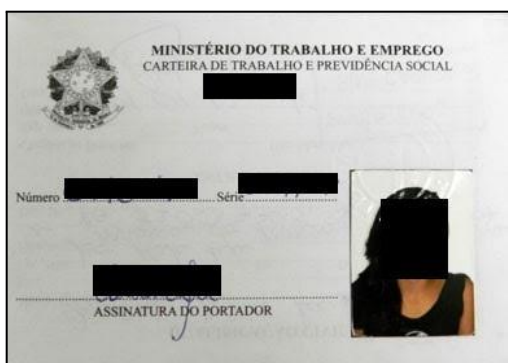 MINISTÉRIO DO TRABALHO E EMPREGO
CARTEIRA DE TRABALHO E PREVIDÊNCIA SOCIAL
Número Série
ASSINATURA DO PORTADOR